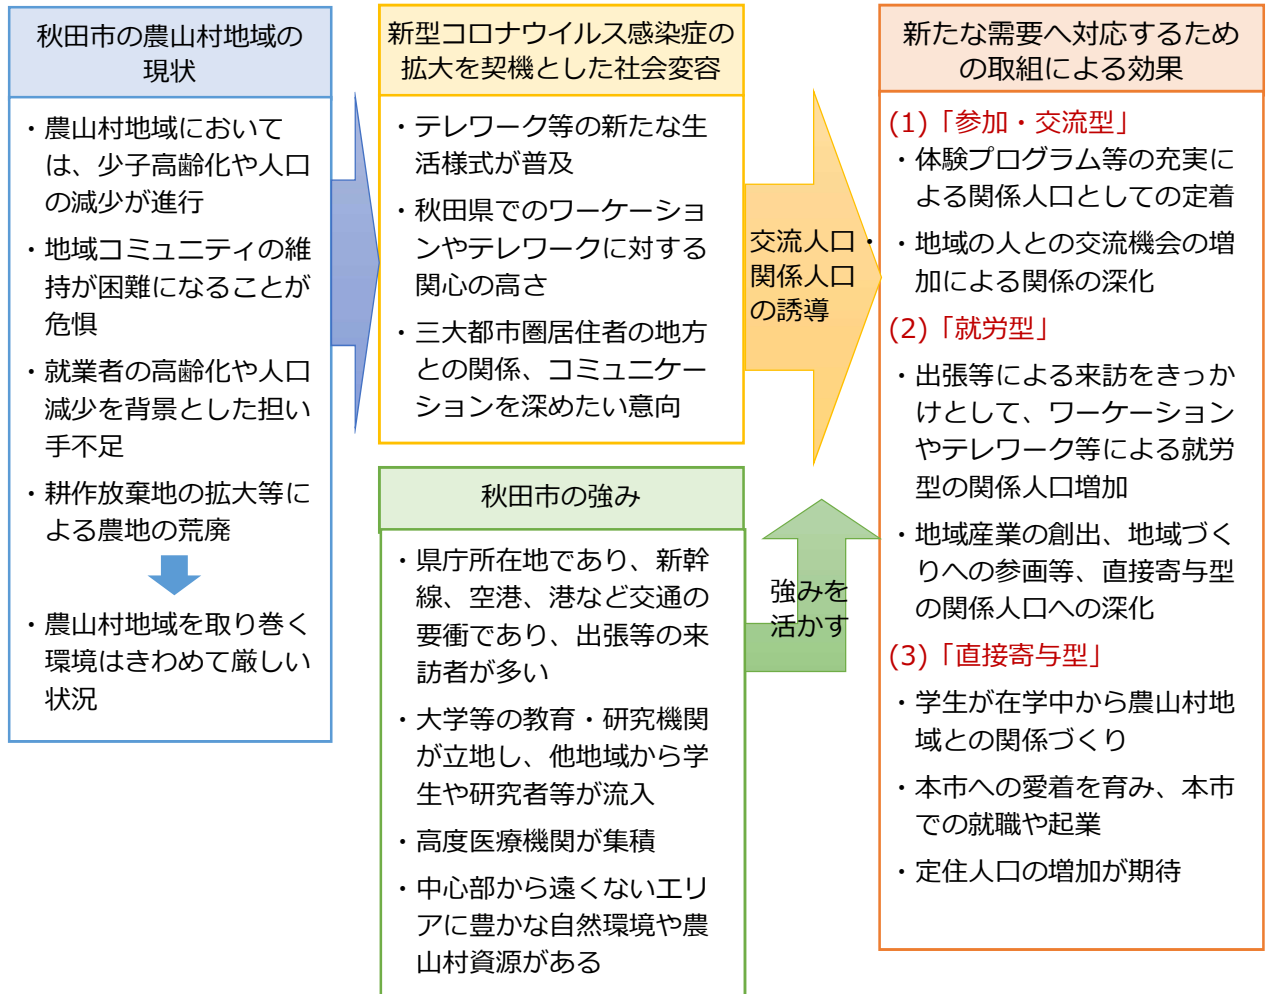 秋田市の農山村地域の
現状
・農山村地域において
は、少子高齢化や人口
の減少が進行
・地域コミュニティの維
持が困難になることが
危惧
・就業者の高齢化や人口
減少を背景とした担い
手不足
・耕作放棄地の拡大等に
よる農地の荒廃
・農山村地域を取り巻く
環境はきわめて厳しい
状況
新型コロナウイルス感染症の
拡大を契機とした社会変容
・テレワーク等の新たな生
活様式が普及
・秋田県でのワーケーショ
ンやテレワークに対する
関心の高さ
・三大都市圏居住者の地方
との関係、コミュニケー
ションを深めたい意向
秋田市の強み
・県庁所在地であり、新幹
線、空港、港など交通の
要衝であり、出張等の来
訪者が多い
・大学等の教育・研究機関
が立地し、他地域から学
生や研究者等が流入
・高度医療機関が集積
・中心部から遠くないエリ
アに豊かな自然環境や農
山村資源がある
交流人口・
関係人口
の誘導
強みを
活かす
新たな需要へ対応するため
の取組による効果
(1)「参加・交流型」
・体験プログラム等の充実に
よる関係人口としての定着
・地域の人との交流機会の増
加による関係の深化
(2)「就労型」
・出張等による来訪をきっか
けとして、ワーケーション
やテレワーク等による就労
型の関係人口増加
・地域産業の創出、地域づく
りへの参画等、直接寄与型
の関係人口への深化
(3)「直接寄与型」
・学生が在学中から農山村地
域との関係づくり
・本市への愛着を育み、本市
での就職や起業
・定住人口の増加が期待